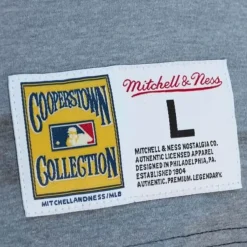 COOPERSTOWN
COLLECTION
MITCHELLANDNESS/MLB
Mitchell & Ness
L
MITCHELL & NESS NOSTALGIA CO.
AUTHENTIC LICENSED APPAREL
DESIGNED IN PHILADELPHIA, PA
ESTABLISHED 1904
AUTHENTIC. PREMIUM. LEGENDARY.